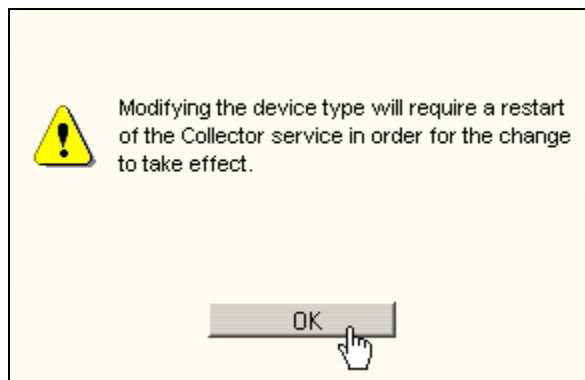 Modifying the device type will require a restart
of the Collector service in order for the change
to take effect.
OK